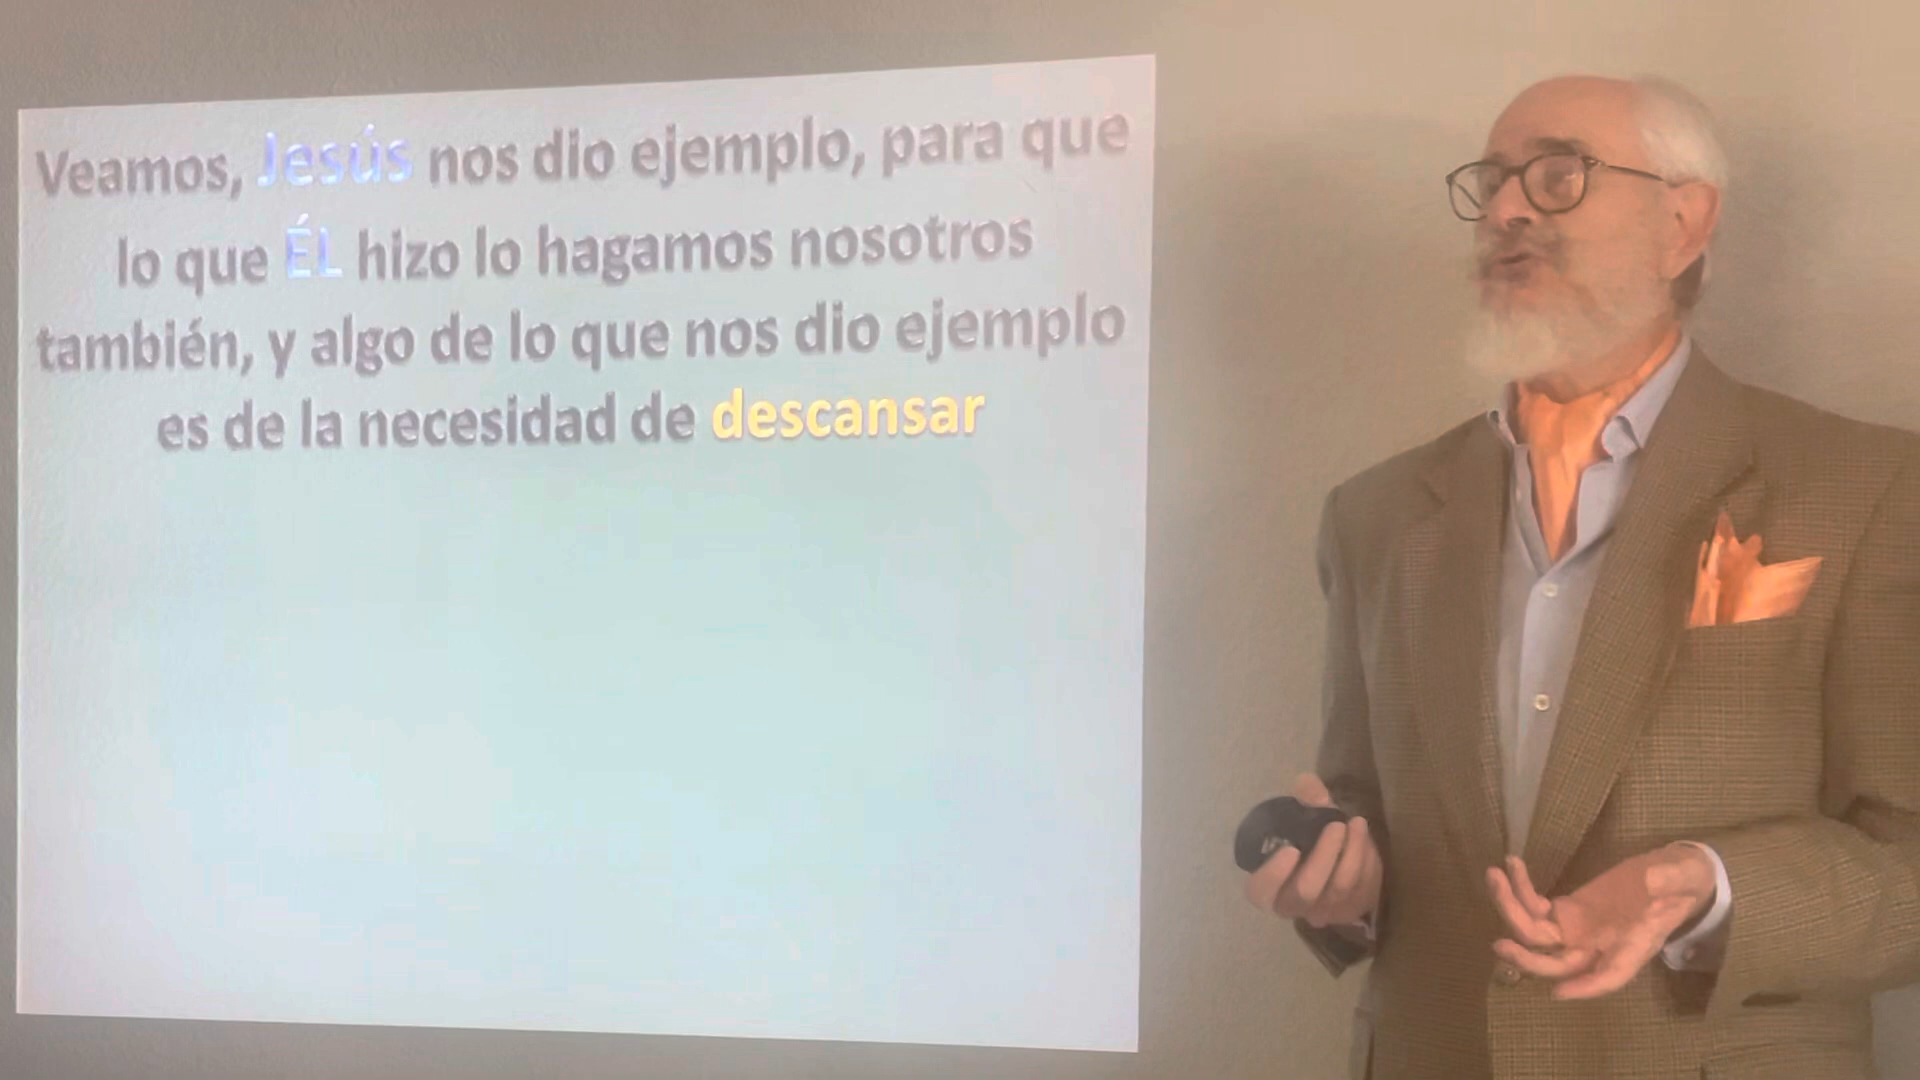 Veamos, Jesús nos dio ejemplo, para que
lo que ÉL hizo lo hagamos nosotros
también, y algo de lo que nos dio ejemplo
es de la necesidad de descansar